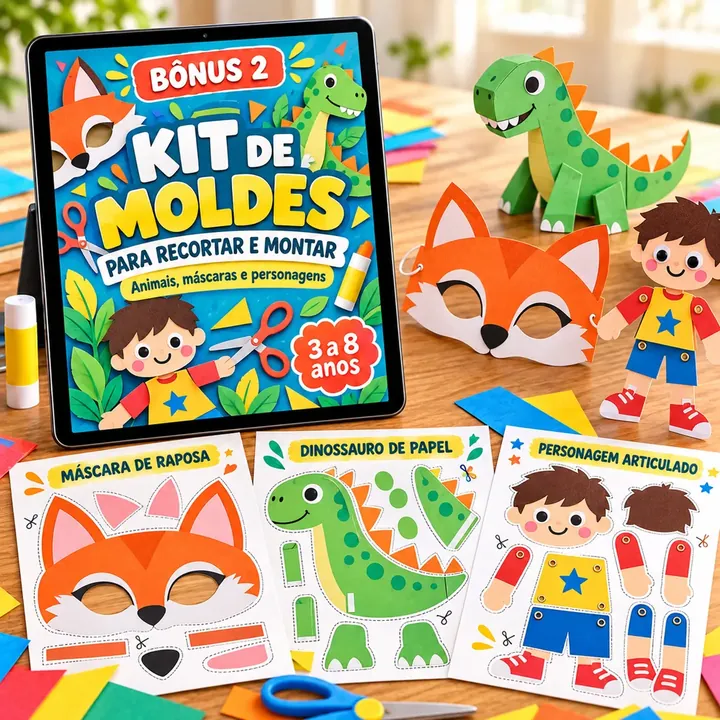 BÔNUS 2
KIT DE
MOLDES
PARA RECORTAR E MONTAR
Animais, máscaras e personagens
3 a 8
anos
MÁSCARA DE RAPOSA
DINOSSAURO DE PAPEL
PERSONAGEM ARTICULADO